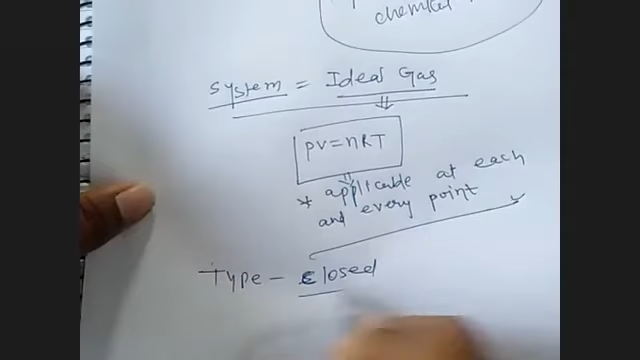 chemical
System = Ideal Gas
PV = nRT
* applicable at each
and every point
Type - closed